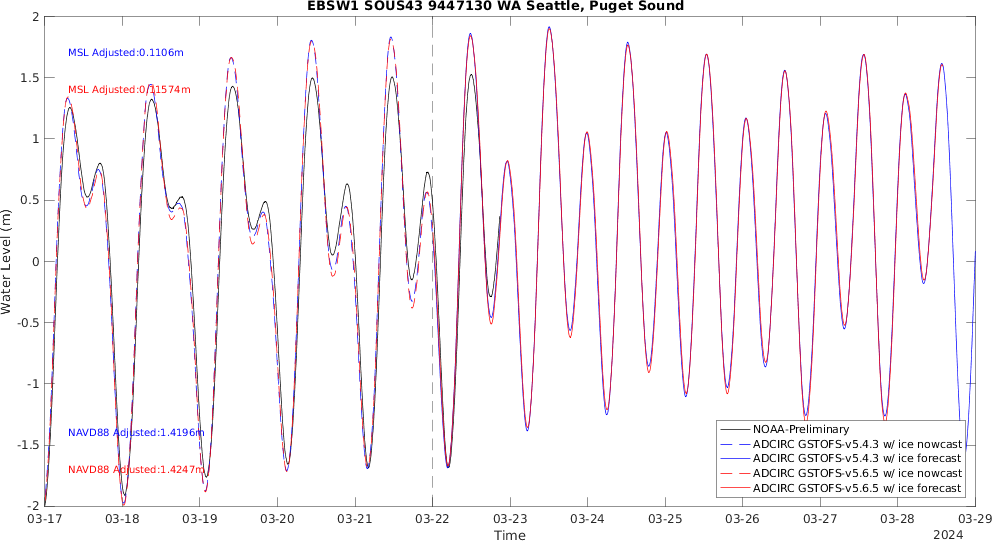 EBSW1 SOUS43 9447130 WA Seattle, Puget Sound
2
1.5
1
0.5
0
-0.5
-1
-1.5
-2
Water Level (m)
MSL Adjusted:0.1106m
MSL Adjusted:0.11574m
NAVD88 Adjusted:1.4196m
NAVD88 Adjusted:1.4247m
NOAA-Preliminary
ADCIRC GSTOFS-v5.4.3 w/ ice nowcast
ADCIRC GSTOFS-v5.4.3 w/ ice forecast
ADCIRC GSTOFS-v5.6.5 w/ ice nowcast
ADCIRC GSTOFS-v5.6.5 w/ ice forecast
03-17 03-18 03-19 03-20 03-21 03-22 03-23 03-24 03-25 03-26 03-27 03-28 03-29
Time
2024